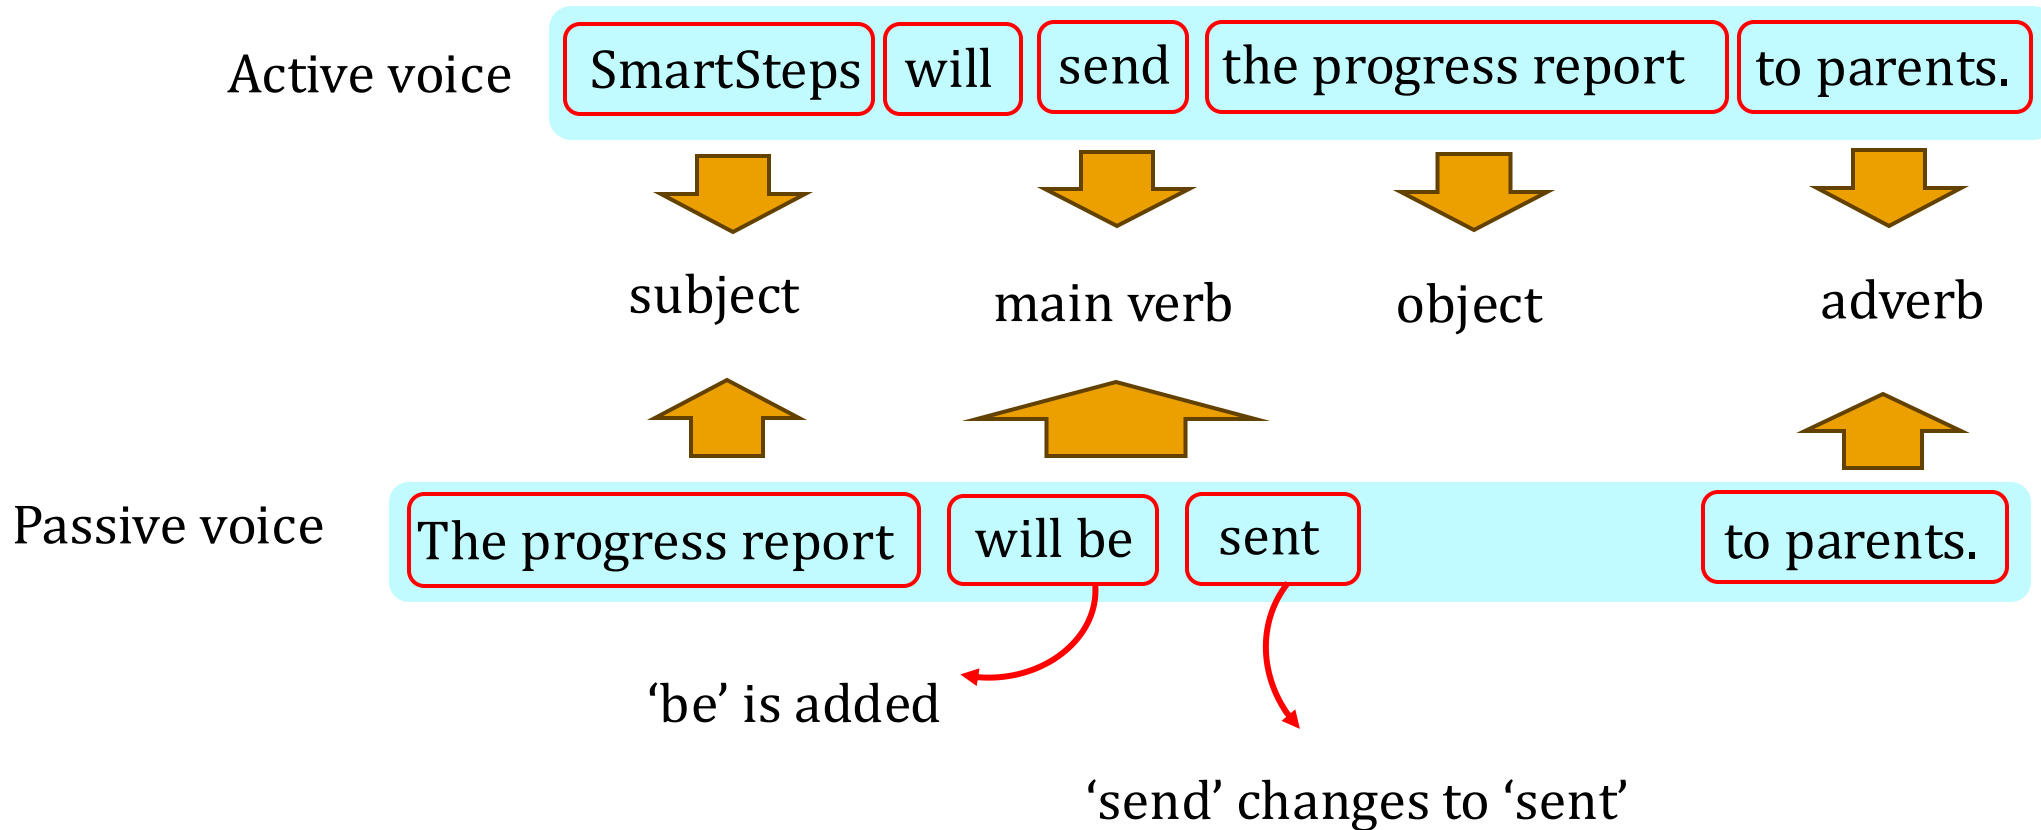 Active voice SmartSteps will send the progress report to parents.
subject main verb object adverb
Passive voice The progress report will be sent to parents.
‘be’ is added
‘send’ changes to ‘sent’